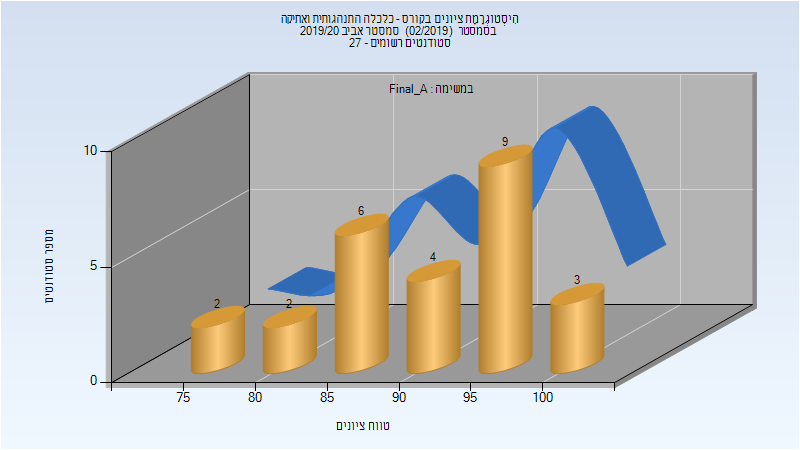 היסטוגרמת ציונים בקורס - כלכלה התנהגותית ואתיקה
בסמסטר (02/2019) סמסטר אביב 2019/20
סטודנטים רשומים - 27
במשימה : Final_A
10
5
0
מספר סטודנטים
2
2
6
4
9
3
75
80
85
90
95
100
טווח ציונים